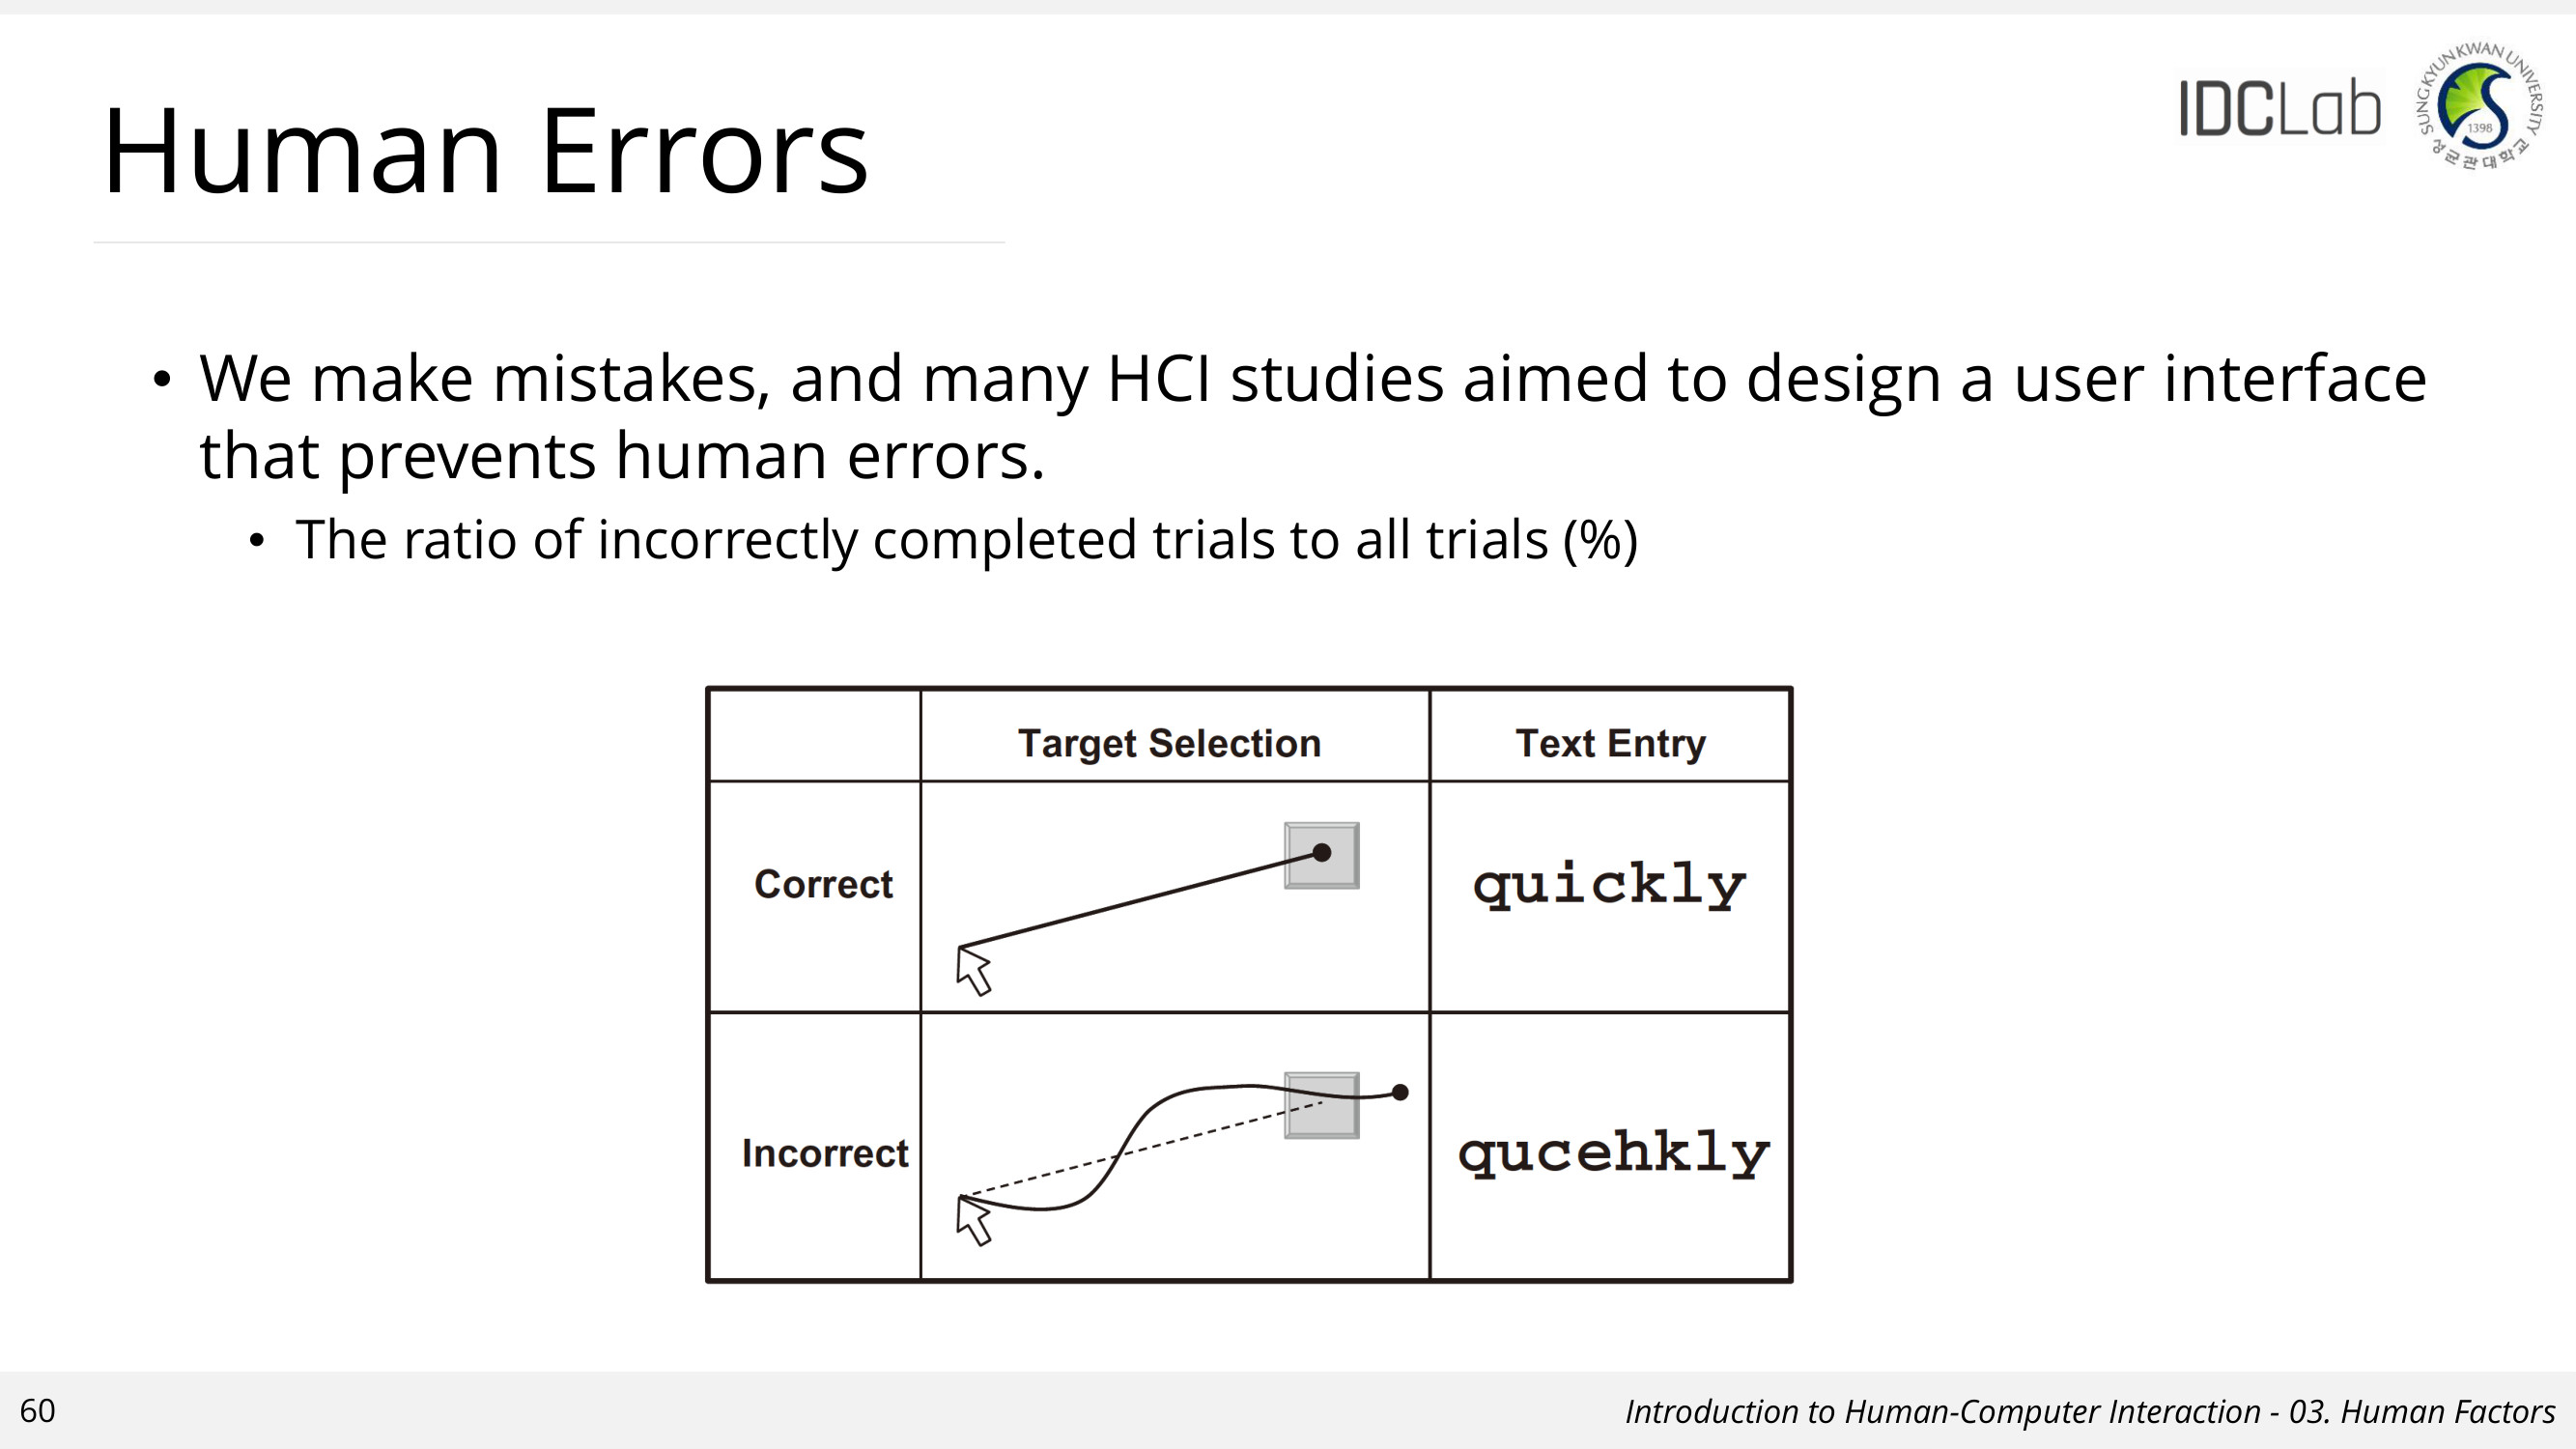 IDCLab
SUNGKYUNKWAN UNIVERSITY
1398
성균관대학교
Human Errors
• We make mistakes, and many HCI studies aimed to design a user interface
that prevents human errors.
• The ratio of incorrectly completed trials to all trials (%)
Target Selection Text Entry
Correct quickly
Incorrect qucehkly
60
Introduction to Human-Computer Interaction - 03. Human Factors